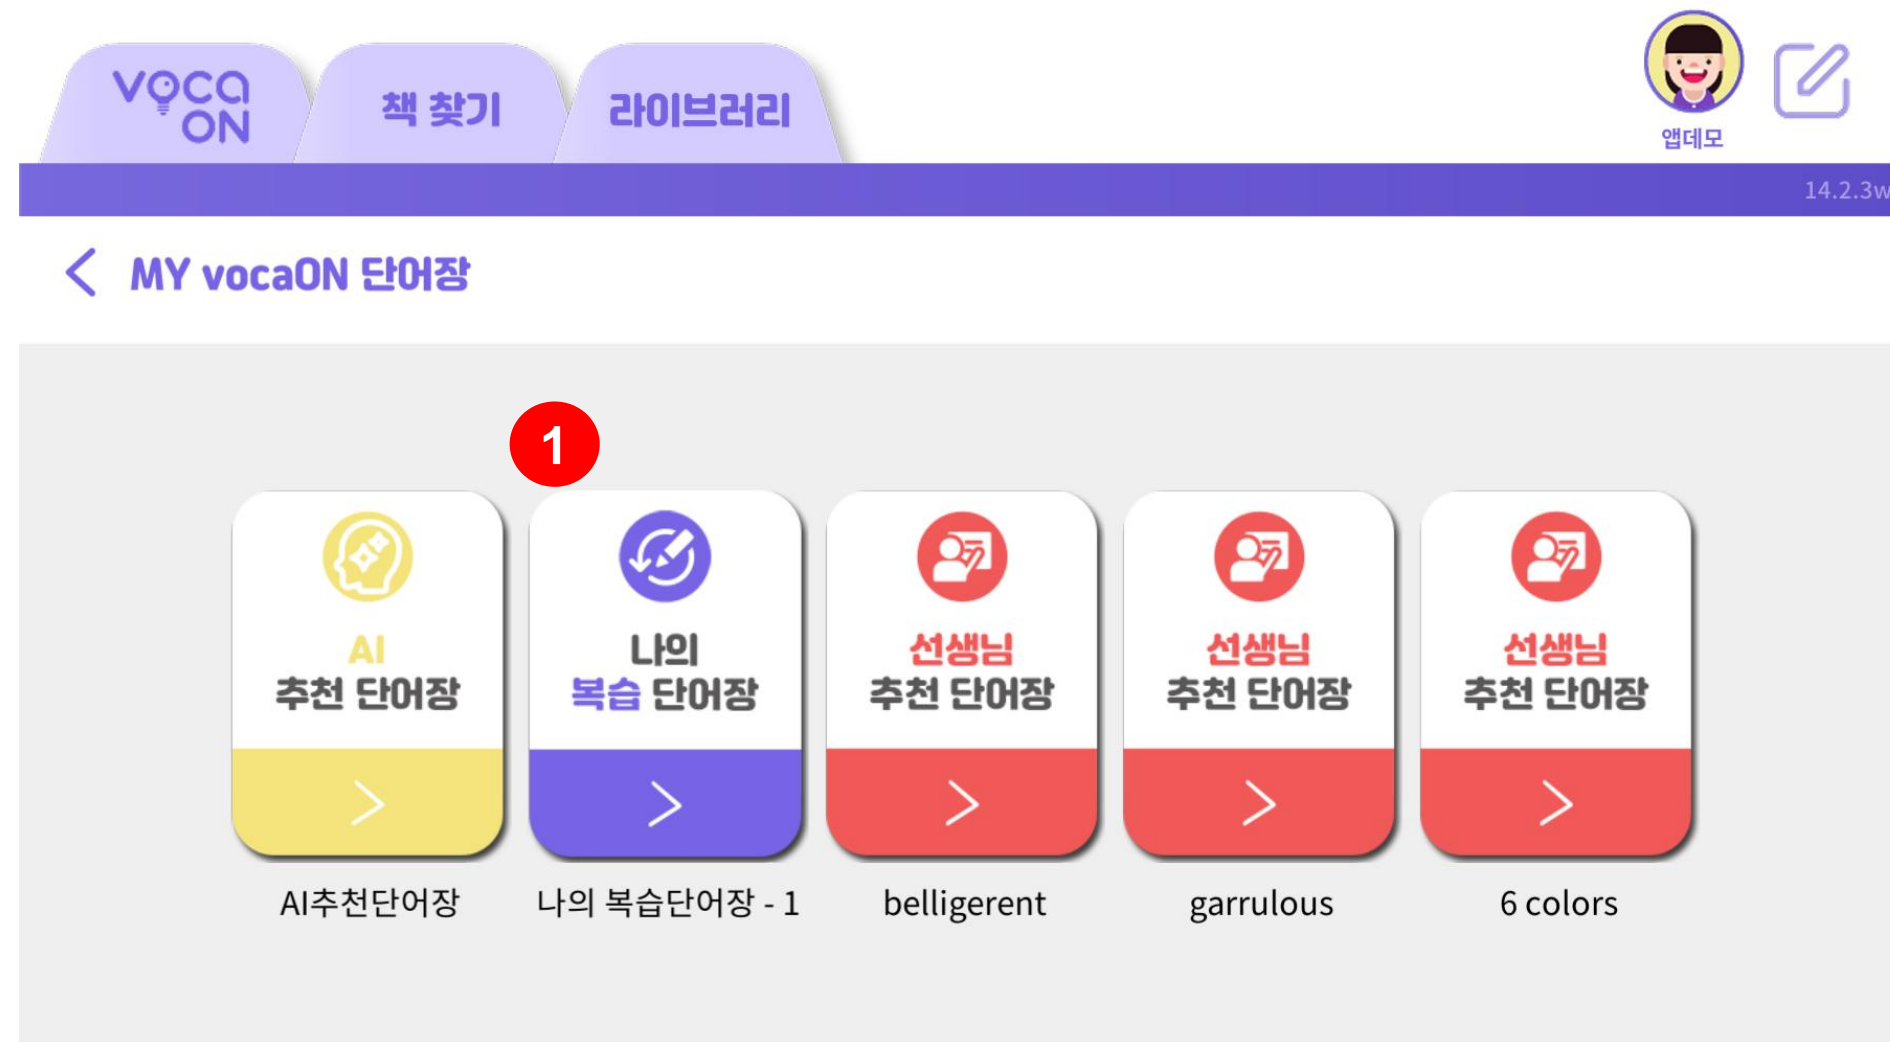 voca
ON
책 찾기
라이브러리
앱데모
14.2.3w
MY vocaON 단어장
1
AI
추천 단어장
나의
복습 단어장
선생님
추천 단어장
선생님
추천 단어장
선생님
추천 단어장
AI추천단어장
나의 복습단어장 - 1
belligerent
garrulous
6 colors